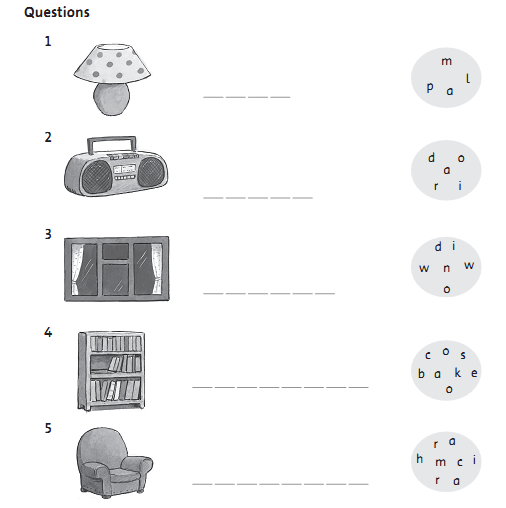 Questions
1
m
p a l
2
d o
a
r i
3
d i
w n w
o
4
c o s
b a k e
o
5
r a
h m c i
r a